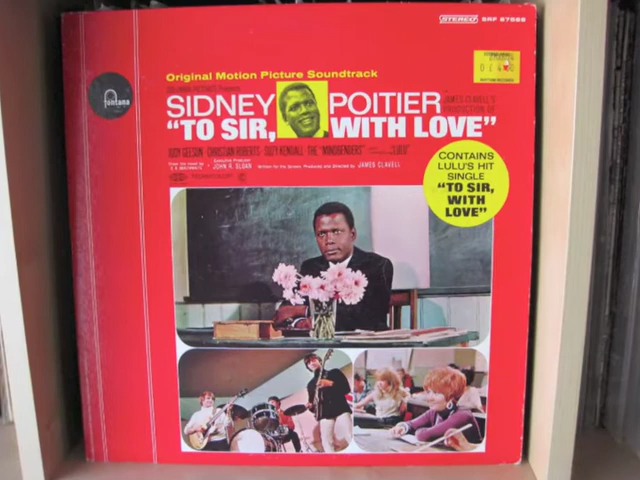 STEREO SRF 67569
fontana
Original Motion Picture Soundtrack
COLUMBIA PICTURES Presents
SIDNEY POITIER
in
JAMES CLAVELL'S
PRODUCTION OF
"TO SIR, WITH LOVE"
JUDY GEESON · CHRISTIAN ROBERTS · SUZY KENDALL · THE "MINDBENDERS"
"LULU"
Executive Producer
JOHN R. SLOAN
Written for the Screen, Produced and Directed by JAMES CLAVELL
TECHNICOLOR
CONTAINS
LULU'S HIT
SINGLE
"TO SIR,
WITH
LOVE"